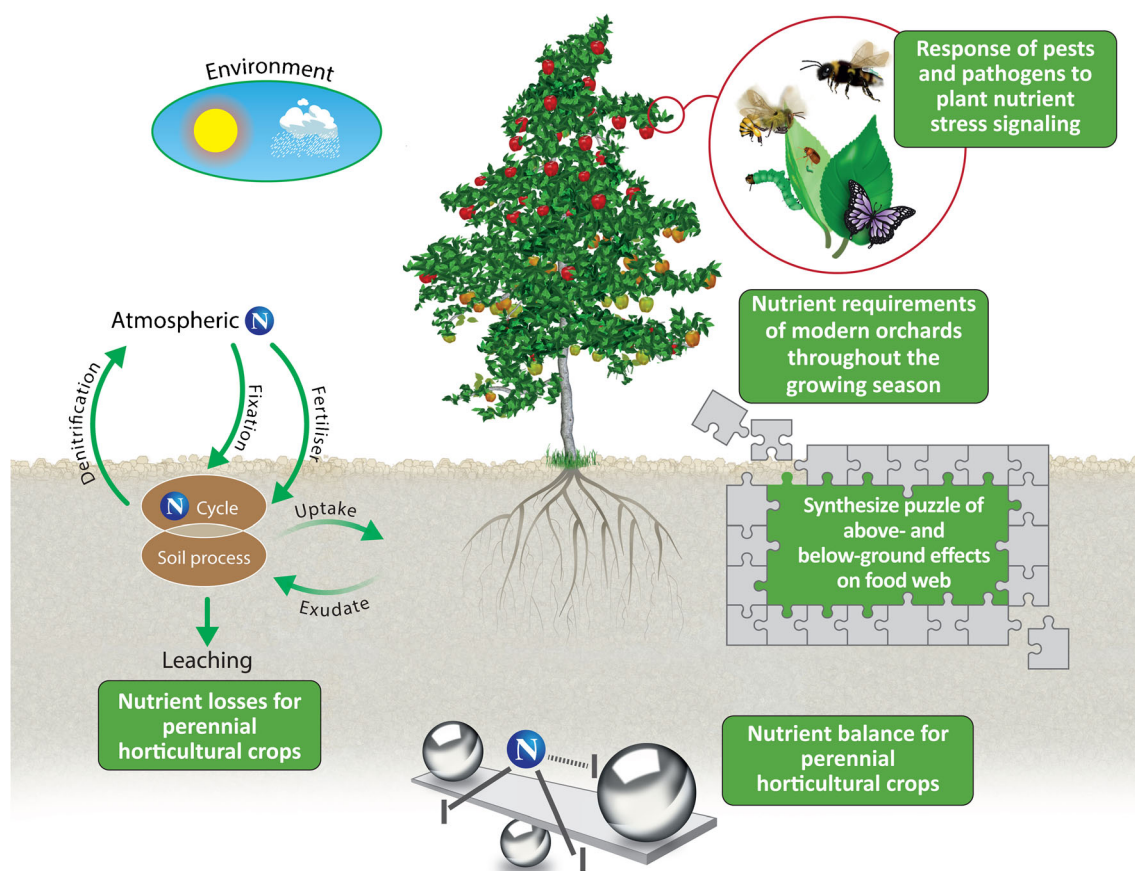 Environment
Response of pests
and pathogens to
plant nutrient
stress signaling
Atmospheric N
Denitrification
Fixation
Fertiliser
N Cycle
Soil process
Uptake
Exudate
Leaching
Nutrient losses for
perennial
horticultural crops
Nutrient requirements
of modern orchards
throughout the
growing season
Synthesize puzzle of
above- and
below-ground effects
on food web
N
Nutrient balance for
perennial
horticultural crops